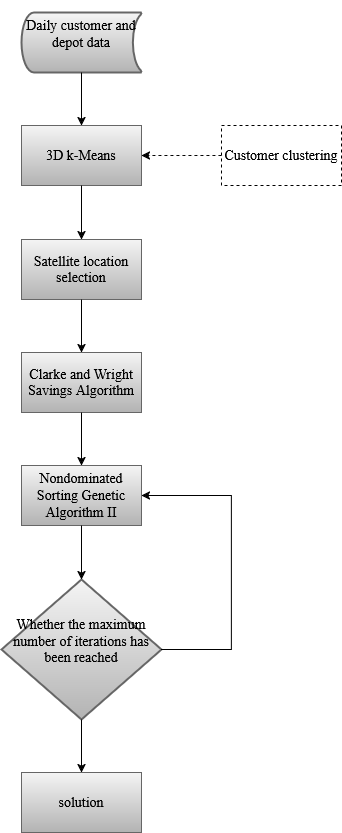 Daily customer and
depot data
3D k-Means
Customer clustering
Satellite location
selection
Clarke and Wright
Savings Algorithm
Nondominated
Sorting Genetic
Algorithm II
Whether the maximum
number of iterations has
been reached
solution